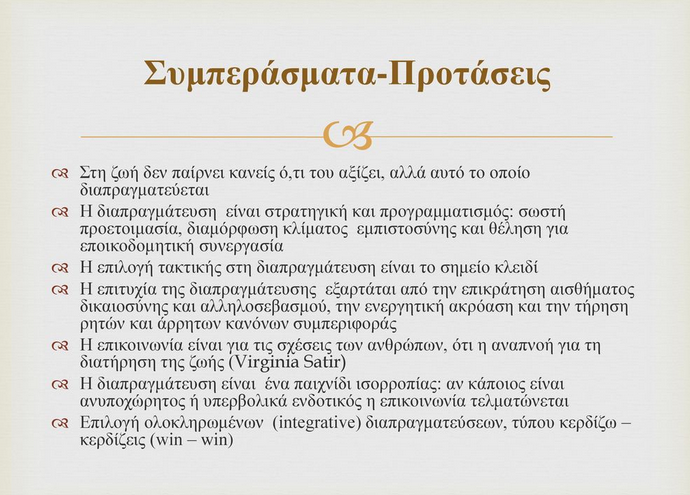 Συμπεράσματα-Προτάσεις
Στη ζωή δεν παίρνει κανείς ό,τι του αξίζει, αλλά αυτό το οποίο
διαπραγματεύεται
Η διαπραγμάτευση είναι στρατηγική και προγραμματισμός: σωστή
προετοιμασία, διαμόρφωση κλίματος εμπιστοσύνης και θέληση για
εποικοδομητική συνεργασία
Η επιλογή τακτικής στη διαπραγμάτευση είναι το σημείο κλειδί
Η επιτυχία της διαπραγμάτευσης εξαρτάται από την επικράτηση αισθήματος
δικαιοσύνης και αλληλοσεβασμού, την ενεργητική ακρόαση και την τήρηση
ρητών και άρρητων κανόνων συμπεριφοράς
Η επικοινωνία είναι για τις σχέσεις των ανθρώπων, ότι η αναπνοή για τη
διατήρηση της ζωής (Virginia Satir)
Η διαπραγμάτευση είναι ένα παιχνίδι ισορροπίας: αν κάποιος είναι
ανυποχώρητος ή υπερβολικά ενδοτικός η επικοινωνία τελματώνεται
Επιλογή ολοκληρωμένων (integrative) διαπραγματεύσεων, τύπου κερδίζω –
κερδίζεις (win – win)